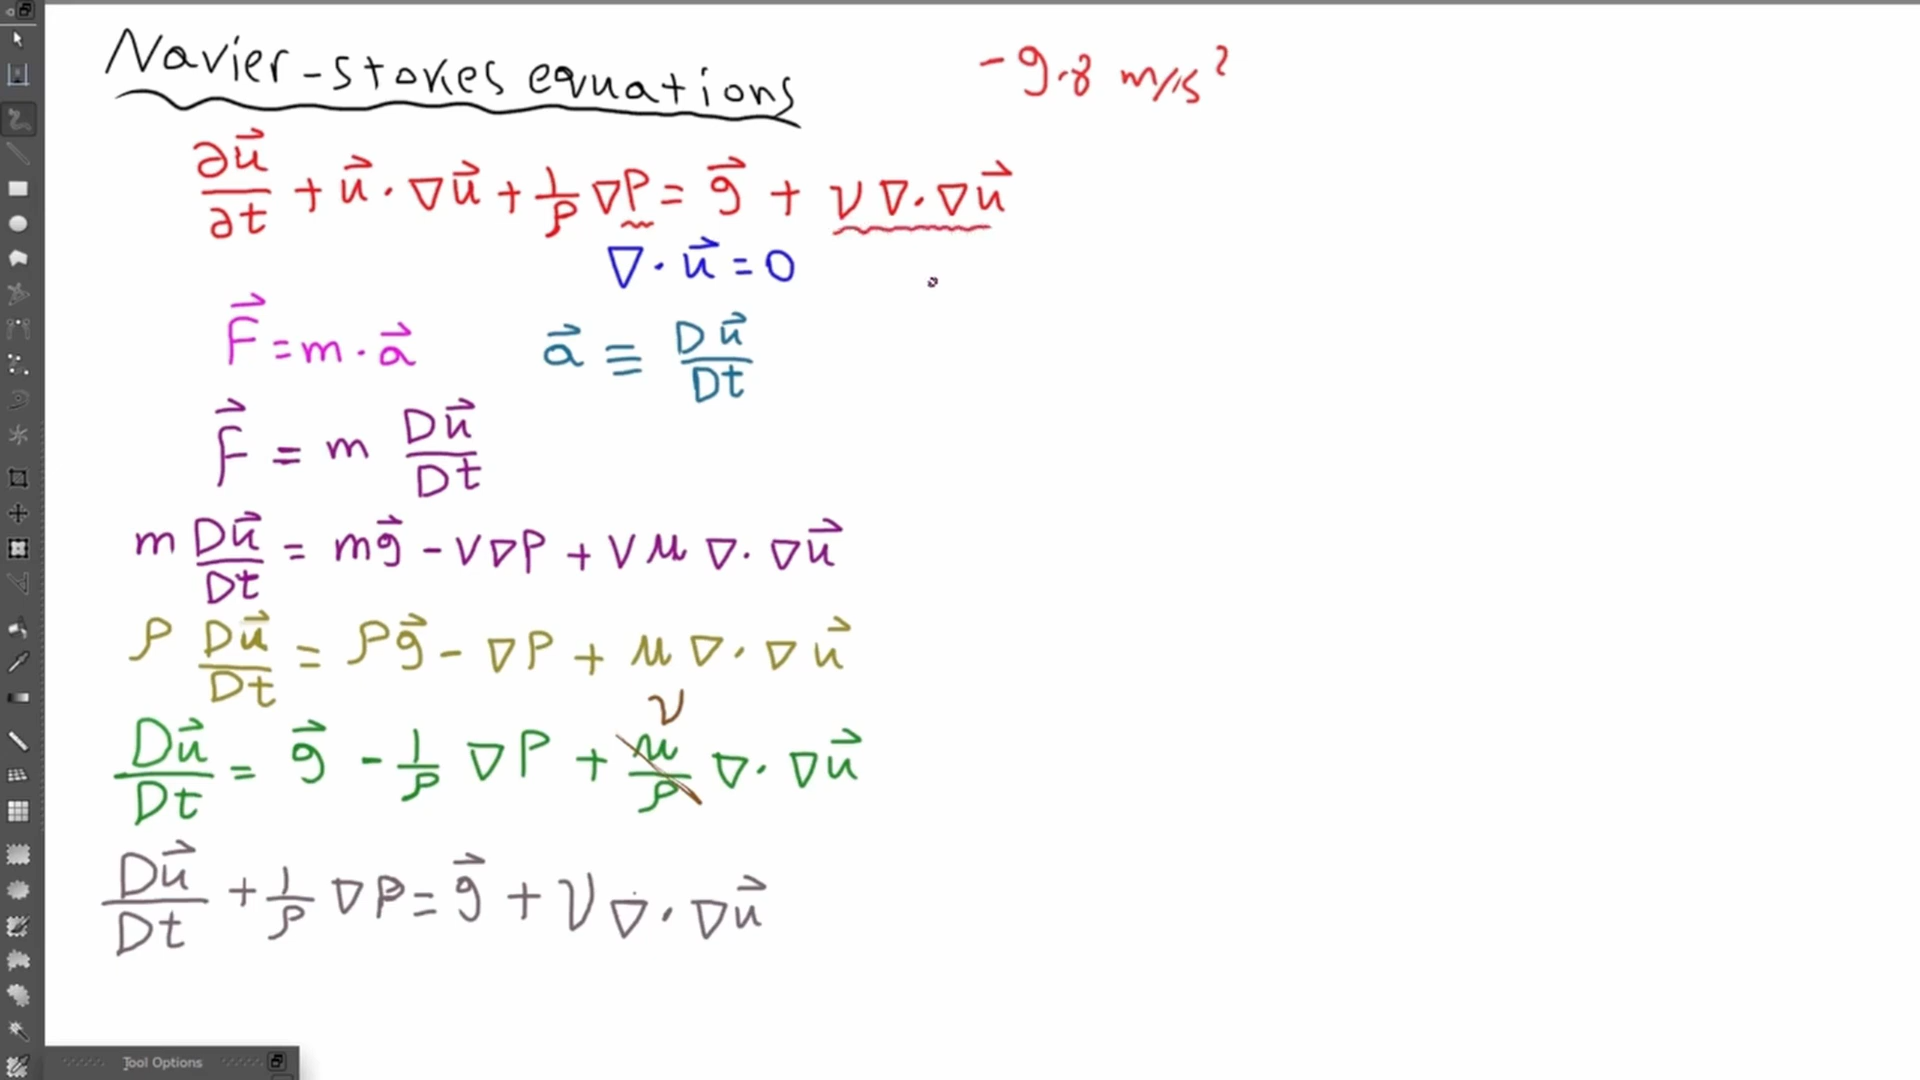 Navier-stokes equations
-9.8 m/s²
∂u⃗/∂t + u⃗ · ∇u⃗ + 1/ρ ∇P = g⃗ + ν∇·∇u⃗
∇·u⃗ = 0
F⃗ = m·a⃗
a⃗ ≡ Du⃗/Dt
F⃗ = m Du⃗/Dt
m Du⃗/Dt = mg⃗ - V∇P + Vμ∇·∇u⃗
ρ Du⃗/Dt = ρg⃗ - ∇P + μ∇·∇u⃗
ν
Du⃗/Dt = g⃗ - 1/ρ ∇P + μ/ρ ∇·∇u⃗
Du⃗/Dt + 1/ρ ∇P = g⃗ + ν∇·∇u⃗
Tool Options